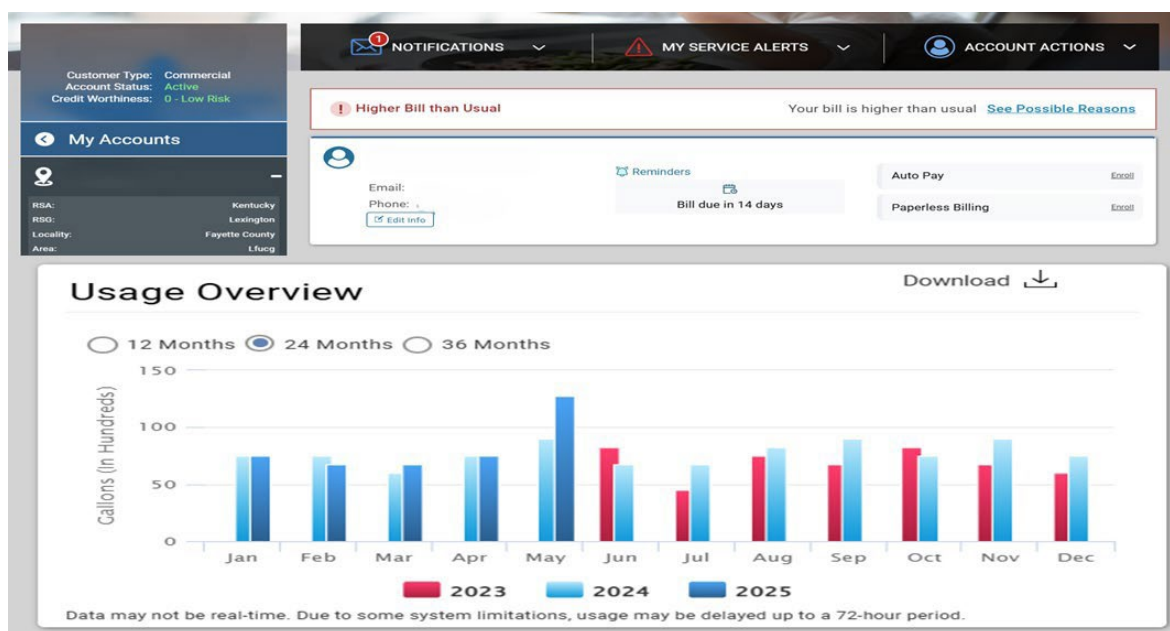 1
NOTIFICATIONS
MY SERVICE ALERTS
ACCOUNT ACTIONS
Customer Type: Commercial
Account Status: Active
Credit Worthiness: 0 - Low Risk
My Accounts
RSA: Kentucky
RSG: Lexington
Locality: Fayette County
Area: Lfucg
! Higher Bill than Usual
Your bill is higher than usual See Possible Reasons
Email:
Phone:
Edit Info
Reminders
Bill due in 14 days
Auto Pay Enroll
Paperless Billing Enroll
Usage Overview
Download
12 Months 24 Months 36 Months
Gallons (In Hundreds)
150
100
50
0
Jan Feb Mar Apr May Jun Jul Aug Sep Oct Nov Dec
2023 2024 2025
Data may not be real-time. Due to some system limitations, usage may be delayed up to a 72-hour period.